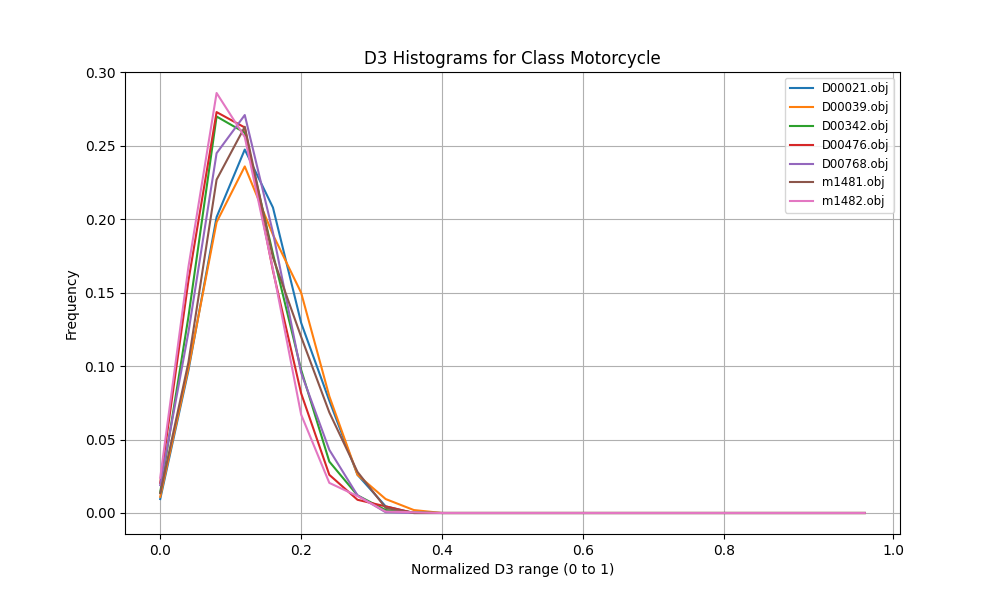 D3 Histograms for Class Motorcycle
0.30
0.25
0.20
0.15
0.10
0.05
0.00
Frequency
D00021.obj
D00039.obj
D00342.obj
D00476.obj
D00768.obj
m1481.obj
m1482.obj
0.0 0.2 0.4 0.6 0.8 1.0
Normalized D3 range (0 to 1)